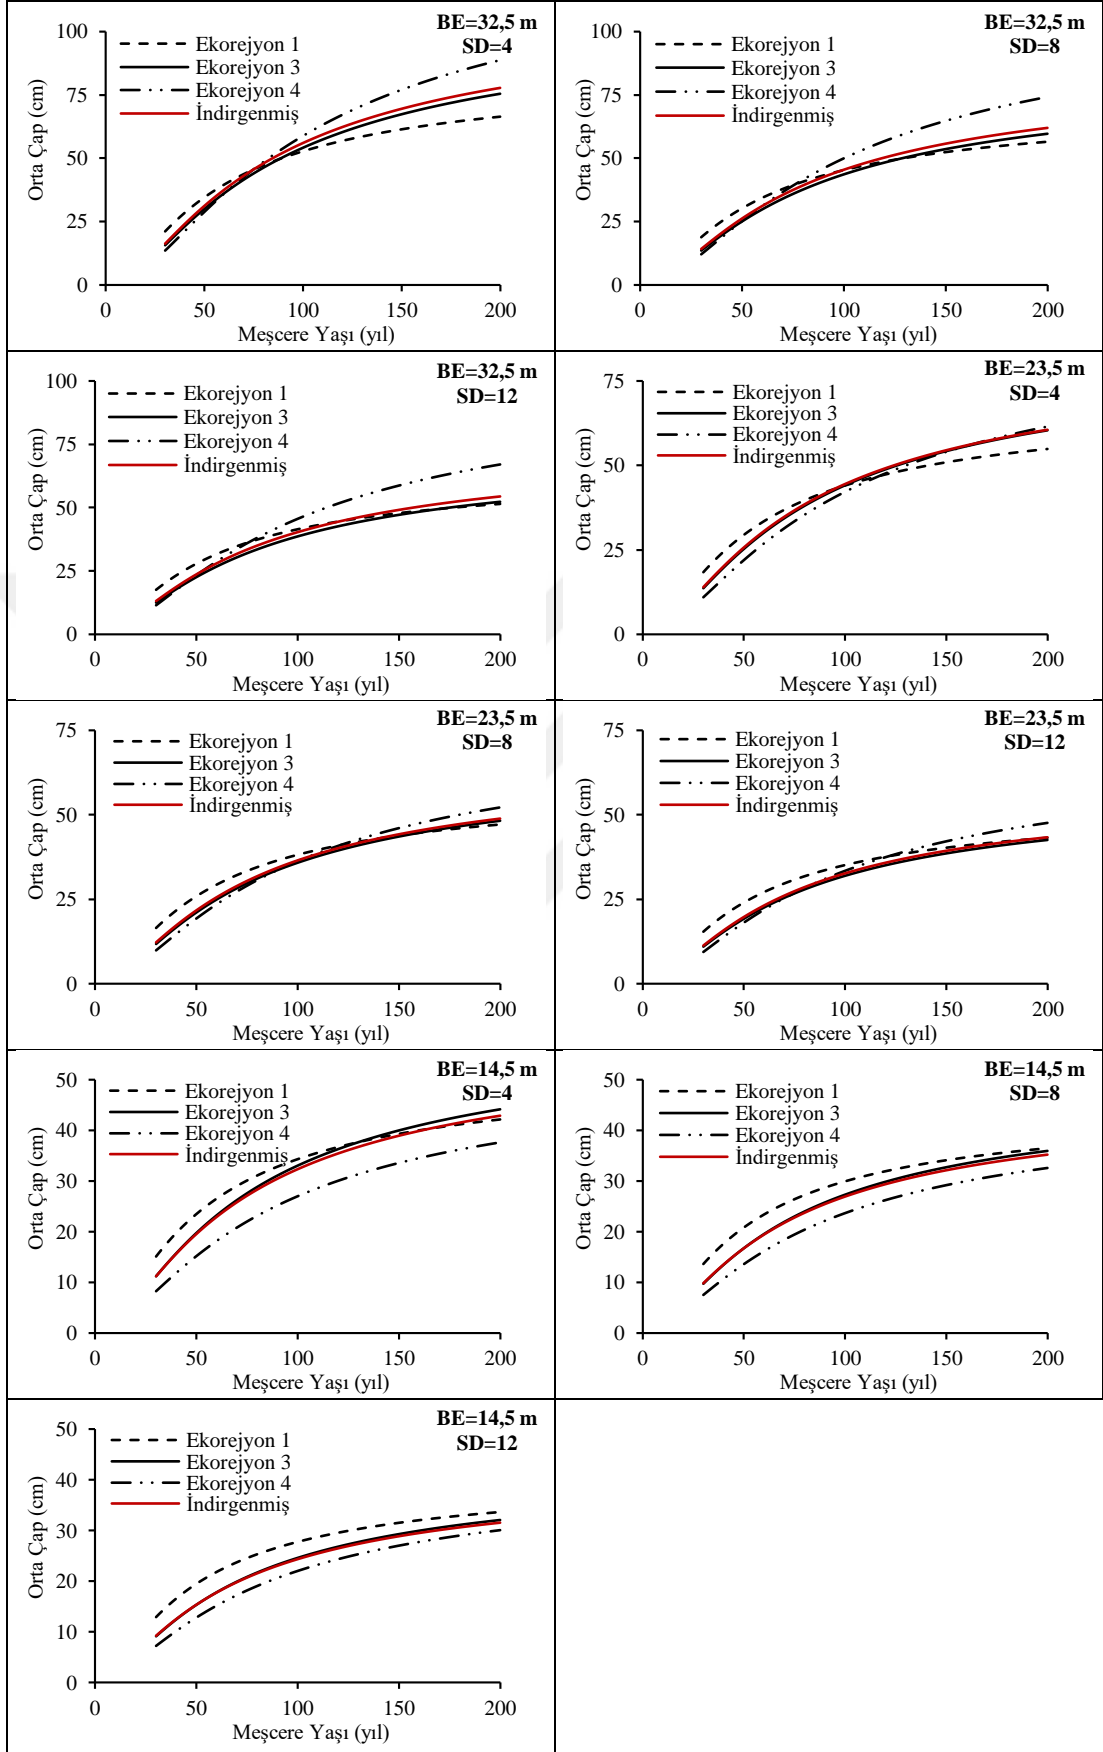 BE=32,5 m
SD=4
Ekorejyon 1
Ekorejyon 3
Ekorejyon 4
İndirgenmiş
100
75
50
25
0
Orta Çap (cm)
0 50 100 150 200
Meşcere Yaşı (yıl)
BE=32,5 m
SD=8
Ekorejyon 1
Ekorejyon 3
Ekorejyon 4
İndirgenmiş
100
75
50
25
0
Orta Çap (cm)
0 50 100 150 200
Meşcere Yaşı (yıl)
BE=32,5 m
SD=12
Ekorejyon 1
Ekorejyon 3
Ekorejyon 4
İndirgenmiş
100
75
50
25
0
Orta Çap (cm)
0 50 100 150 200
Meşcere Yaşı (yıl)
BE=23,5 m
SD=4
Ekorejyon 1
Ekorejyon 3
Ekorejyon 4
İndirgenmiş
75
50
25
0
Orta Çap (cm)
0 50 100 150 200
Meşcere Yaşı (yıl)
BE=23,5 m
SD=8
Ekorejyon 1
Ekorejyon 3
Ekorejyon 4
İndirgenmiş
75
50
25
0
Orta Çap (cm)
0 50 100 150 200
Meşcere Yaşı (yıl)
BE=23,5 m
SD=12
Ekorejyon 1
Ekorejyon 3
Ekorejyon 4
İndirgenmiş
75
50
25
0
Orta Çap (cm)
0 50 100 150 200
Meşcere Yaşı (yıl)
BE=14,5 m
SD=4
Ekorejyon 1
Ekorejyon 3
Ekorejyon 4
İndirgenmiş
50
40
30
20
10
0
Orta Çap (cm)
0 50 100 150 200
Meşcere Yaşı (yıl)
BE=14,5 m
SD=8
Ekorejyon 1
Ekorejyon 3
Ekorejyon 4
İndirgenmiş
50
40
30
20
10
0
Orta Çap (cm)
0 50 100 150 200
Meşcere Yaşı (yıl)
BE=14,5 m
SD=12
Ekorejyon 1
Ekorejyon 3
Ekorejyon 4
İndirgenmiş
50
40
30
20
10
0
Orta Çap (cm)
0 50 100 150 200
Meşcere Yaşı (yıl)